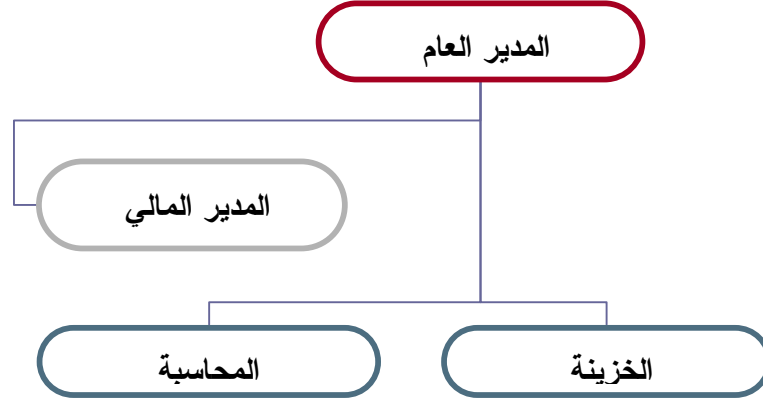 المدير العام
المدير المالي
الخزينة
المحاسبة